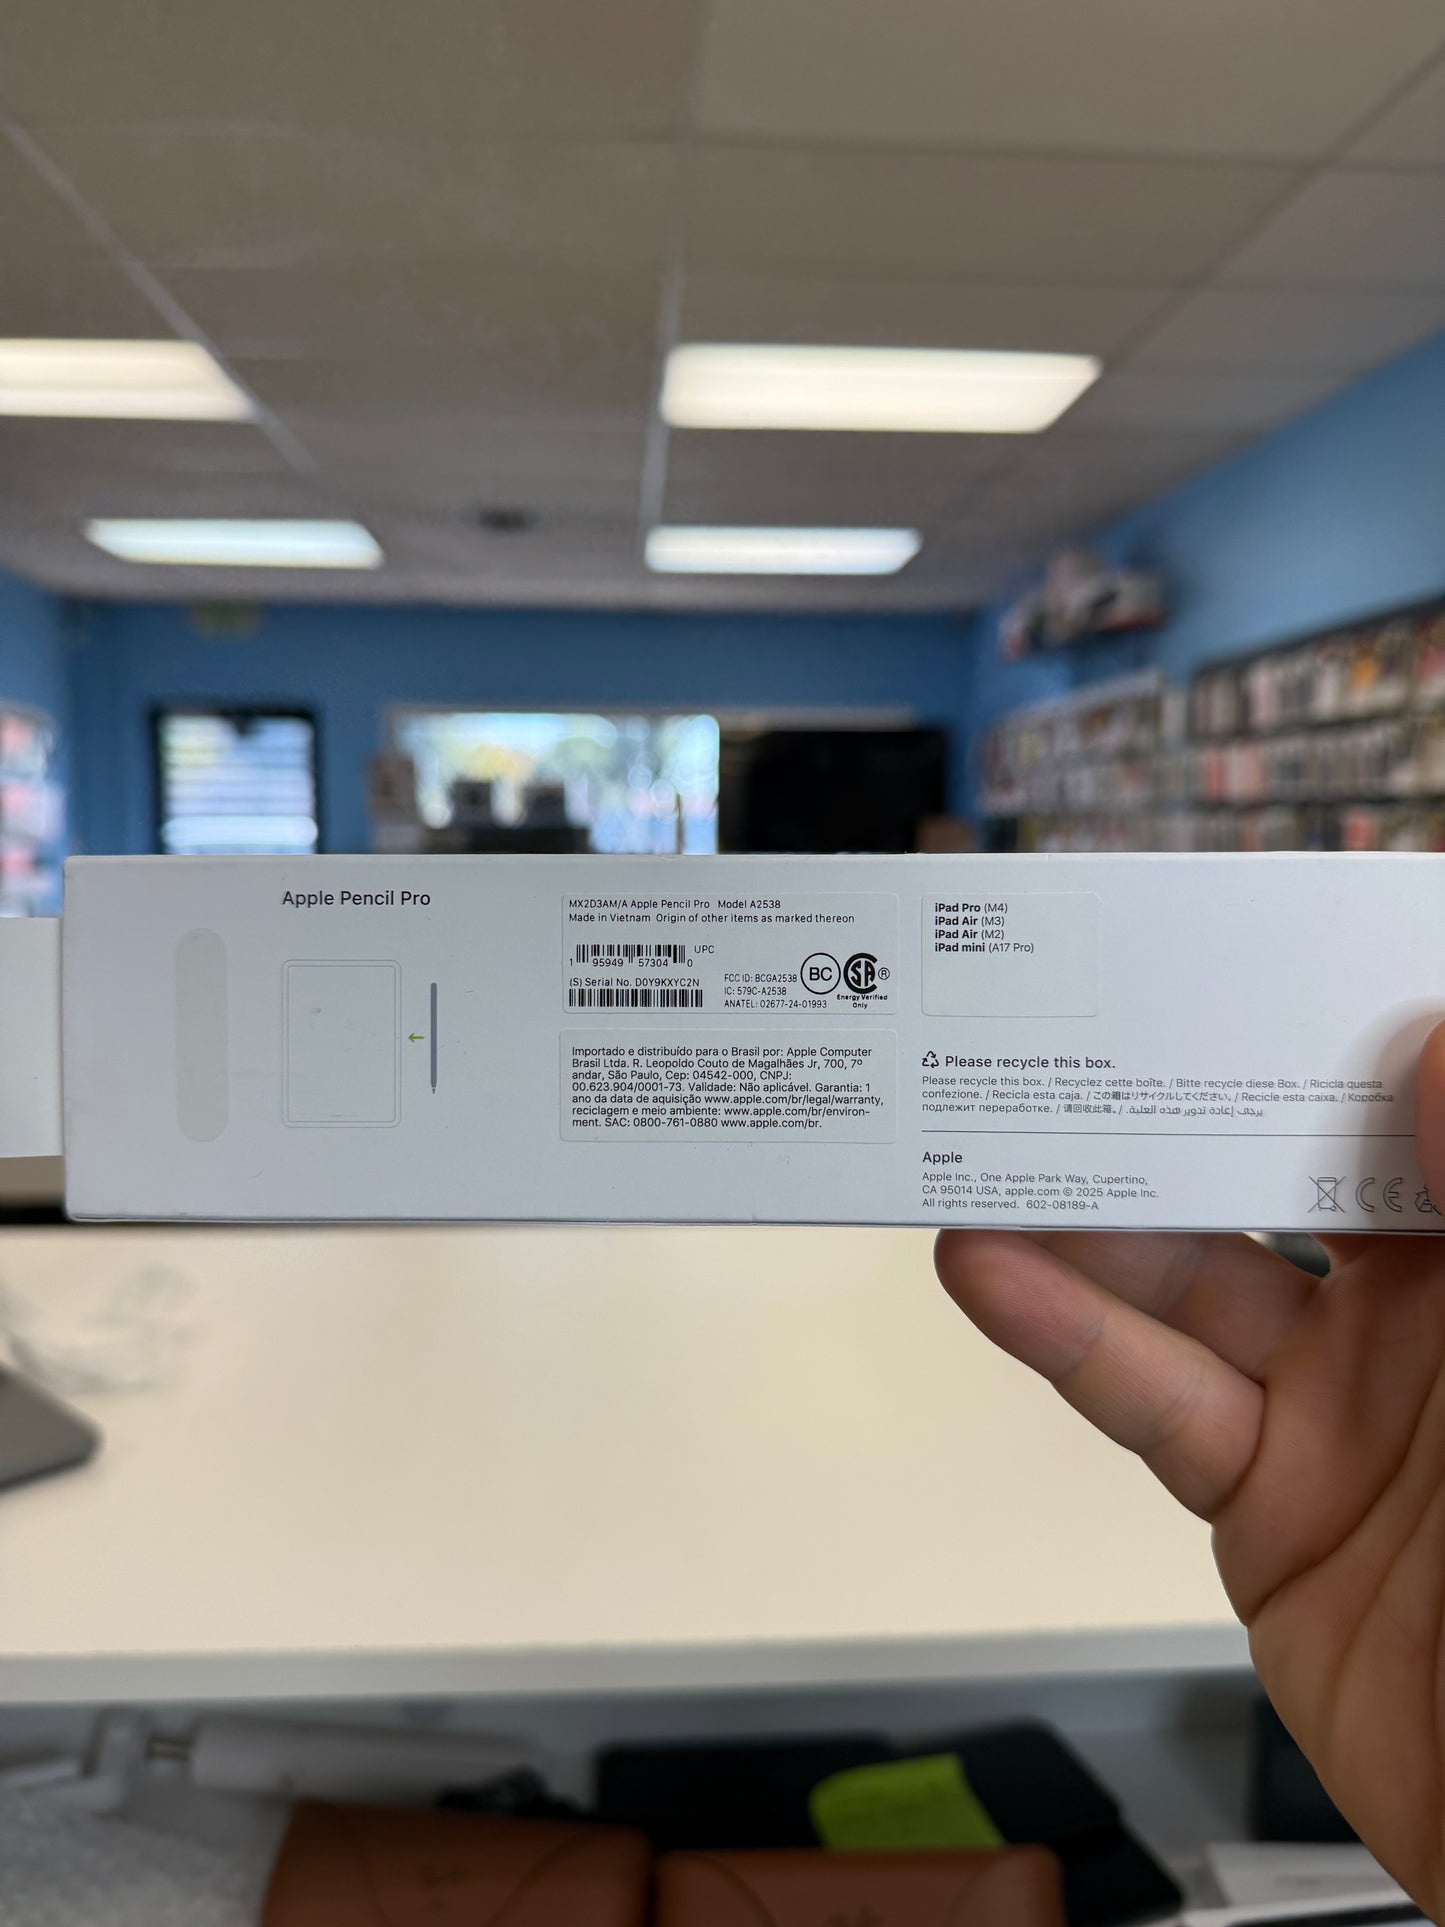 Apple Pencil Pro
MX2D3AM/A Apple Pencil Pro Model A2538
Made in Vietnam Origin of other items as marked thereon
UPC
1 95949 57304 0
(S) Serial No. D0Y9KXYC2N
FCC ID: BCGA2538
IC: 579C-A2538
ANATEL: 02677-24-01993
BC
SA ®
Energy Verified
Only
Importado e distribuído para o Brasil por: Apple Computer
Brasil Ltda. R. Leopoldo Couto de Magalhães Jr, 700, 7º
andar, São Paulo, Cep: 04542-000, CNPJ:
00.623.904/0001-73. Validade: Não aplicável. Garantia: 1
ano da data de aquisição www.apple.com/br/legal/warranty,
reciclagem e meio ambiente: www.apple.com/br/environ-
ment. SAC: 0800-761-0880 www.apple.com/br.
iPad Pro (M4)
iPad Air (M3)
iPad Air (M2)
iPad mini (A17 Pro)
Please recycle this box.
Please recycle this box. / Recyclez cette boîte. / Bitte recycle diese Box. / Ricicla questa
confezione. / Recicla esta caja. / この箱はリサイクルしてください。/ Recicle esta caixa. / Коробка
подлежит переработке. / 请回收此箱。/ يرجى إعادة تدوير هذه العلبة.
Apple
Apple Inc., One Apple Park Way, Cupertino,
CA 95014 USA, apple.com © 2025 Apple Inc.
All rights reserved. 602-08189-A
CE